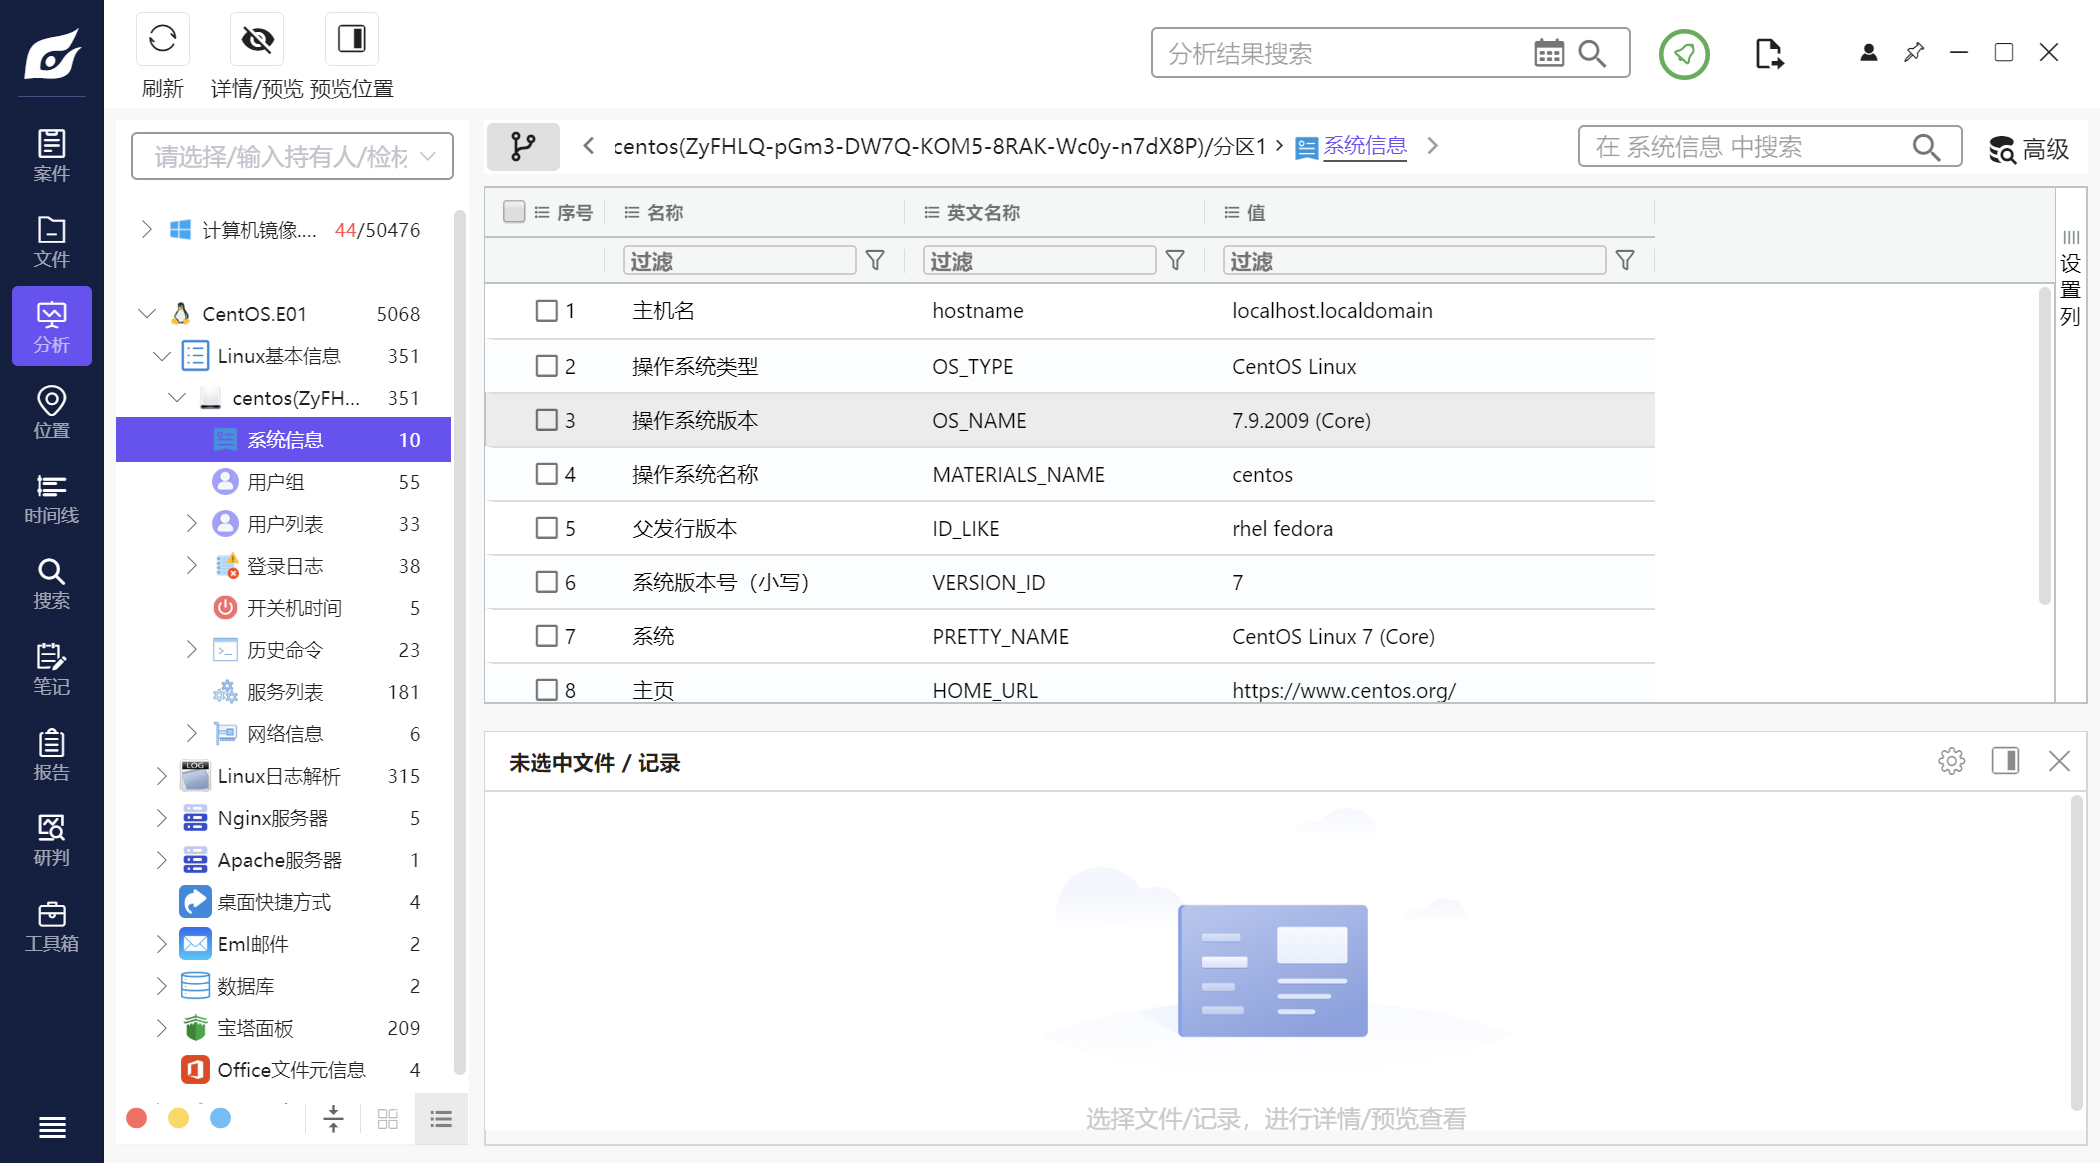 刷新
详情/预览
预览位置
分析结果搜索
案件
文件
分析
位置
时间线
搜索
笔记
报告
研判
工具箱
请选择/输入持有人/检材
计算机镜像.... 44/50476
CentOS.E01 5068
Linux基本信息 351
centos(ZyFH... 351
系统信息 10
用户组 55
用户列表 33
登录日志 38
开关机时间 5
历史命令 23
服务列表 181
网络信息 6
LOG
Linux日志解析 315
Nginx服务器 5
Apache服务器 1
桌面快捷方式 4
Eml邮件 2
数据库 2
宝塔面板 209
Office文件元信息 4
centos(ZyFHLQ-pGm3-DW7Q-KOM5-8RAK-Wc0y-n7dX8P)/分区1 › 系统信息
在 系统信息 中搜索
高级
序号 名称 英文名称 值
过滤 过滤 过滤
1 主机名 hostname localhost.localdomain
2 操作系统类型 OS_TYPE CentOS Linux
3 操作系统版本 OS_NAME 7.9.2009 (Core)
4 操作系统名称 MATERIALS_NAME centos
5 父发行版本 ID_LIKE rhel fedora
6 系统版本号（小写） VERSION_ID 7
7 系统 PRETTY_NAME CentOS Linux 7 (Core)
8 主页 HOME_URL https://www.centos.org/
设置列
未选中文件 / 记录
选择文件/记录，进行详情/预览查看